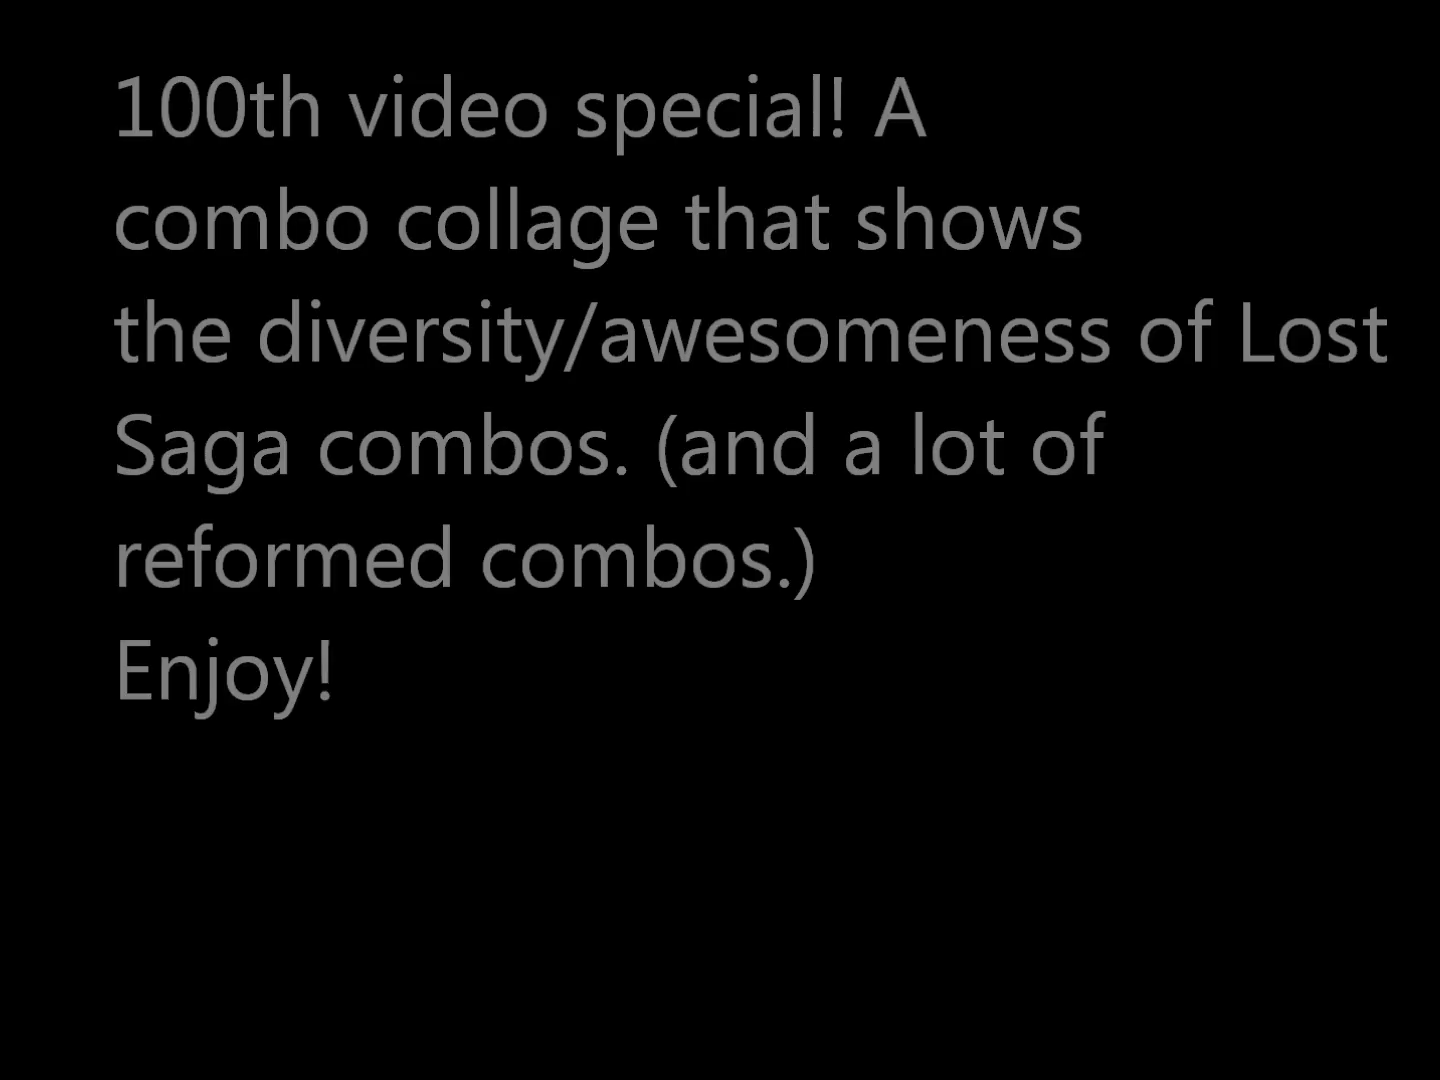 100th video special! A
combo collage that shows
the diversity/awesomeness of Lost
Saga combos. (and a lot of
reformed combos.)
Enjoy!